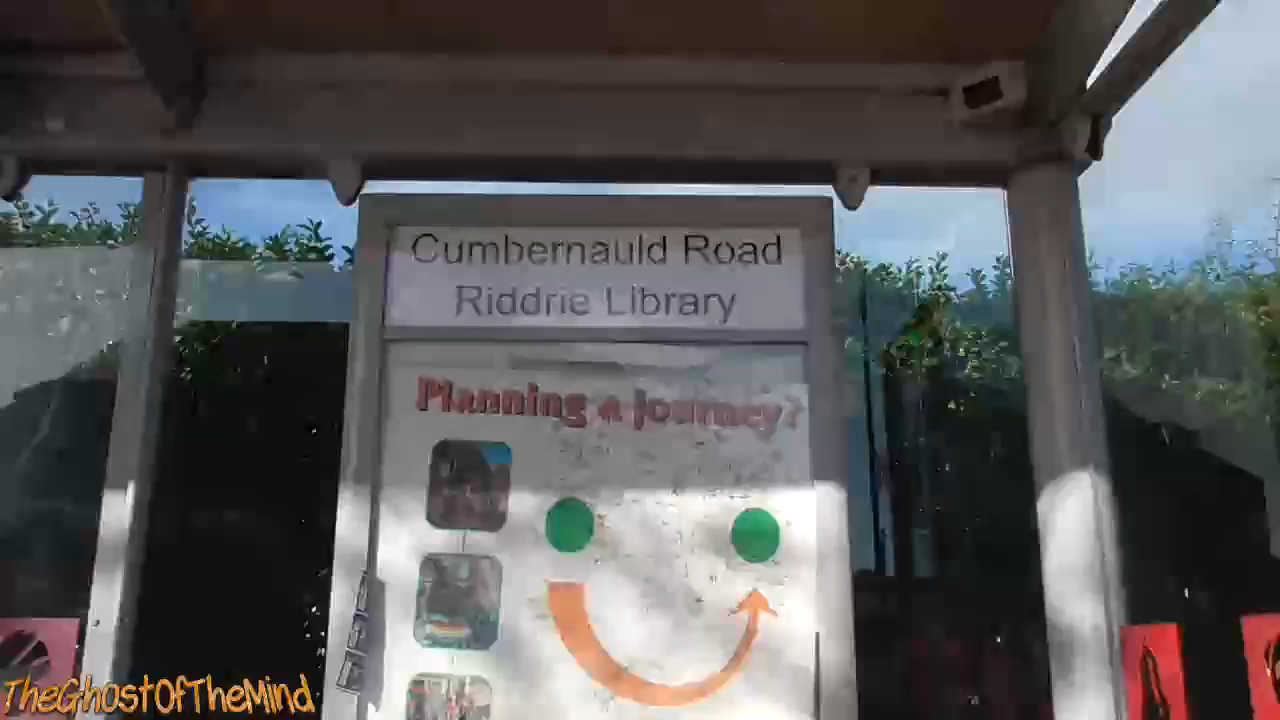 Cumbernauld Road
Riddrie Library
Planning a journey?
TheGhostOfTheMind